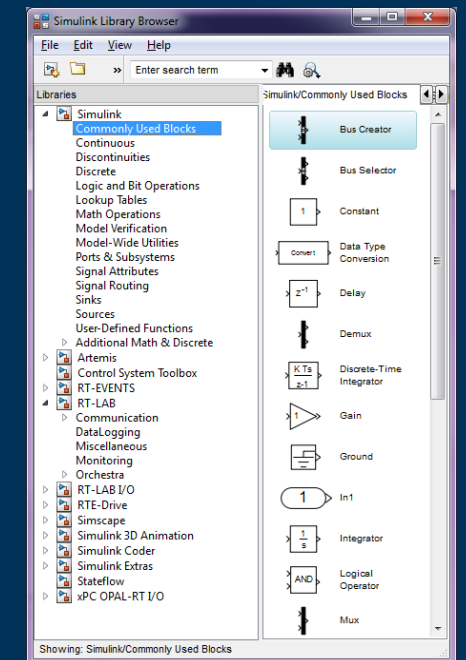 Simulink Library Browser
File Edit View Help
» Enter search term
Libraries
Simulink
Commonly Used Blocks
Continuous
Discontinuities
Discrete
Logic and Bit Operations
Lookup Tables
Math Operations
Model Verification
Model-Wide Utilities
Ports & Subsystems
Signal Attributes
Signal Routing
Sinks
Sources
User-Defined Functions
Additional Math & Discrete
Artemis
Control System Toolbox
RT-EVENTS
RT-LAB
Communication
DataLogging
Miscellaneous
Monitoring
Orchestra
RT-LAB I/O
RTE-Drive
Simscape
Simulink 3D Animation
Simulink Coder
Simulink Extras
Stateflow
xPC OPAL-RT I/O
Simulink/Commonly Used Blocks
Bus Creator
Bus Selector
1 Constant
Convert Data Type
Conversion
z-1 Delay
Demux
K Ts
z-1
Discrete-Time
Integrator
1 Gain
Ground
1 In1
1
s
Integrator
AND Logical
Operator
Mux
Showing: Simulink/Commonly Used Blocks